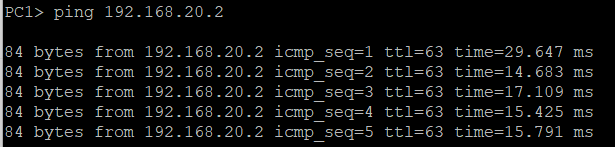 PC1> ping 192.168.20.2
84 bytes from 192.168.20.2 icmp_seq=1 ttl=63 time=29.647 ms
84 bytes from 192.168.20.2 icmp_seq=2 ttl=63 time=14.683 ms
84 bytes from 192.168.20.2 icmp_seq=3 ttl=63 time=17.109 ms
84 bytes from 192.168.20.2 icmp_seq=4 ttl=63 time=15.425 ms
84 bytes from 192.168.20.2 icmp_seq=5 ttl=63 time=15.791 ms